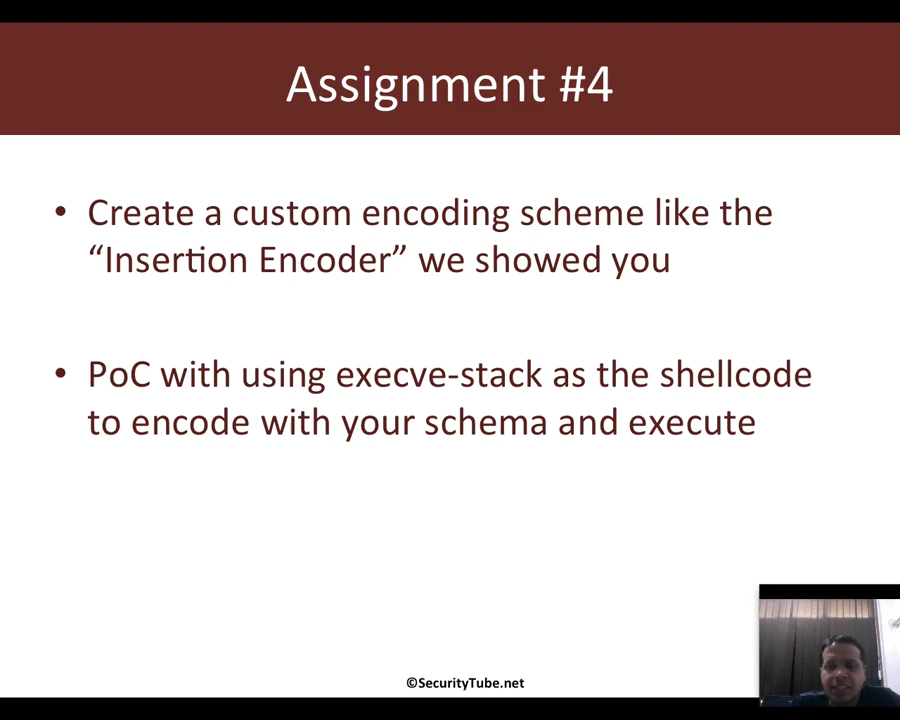 Assignment #4
• Create a custom encoding scheme like the
“Insertion Encoder” we showed you
• PoC with using execve-stack as the shellcode
to encode with your schema and execute
©SecurityTube.net